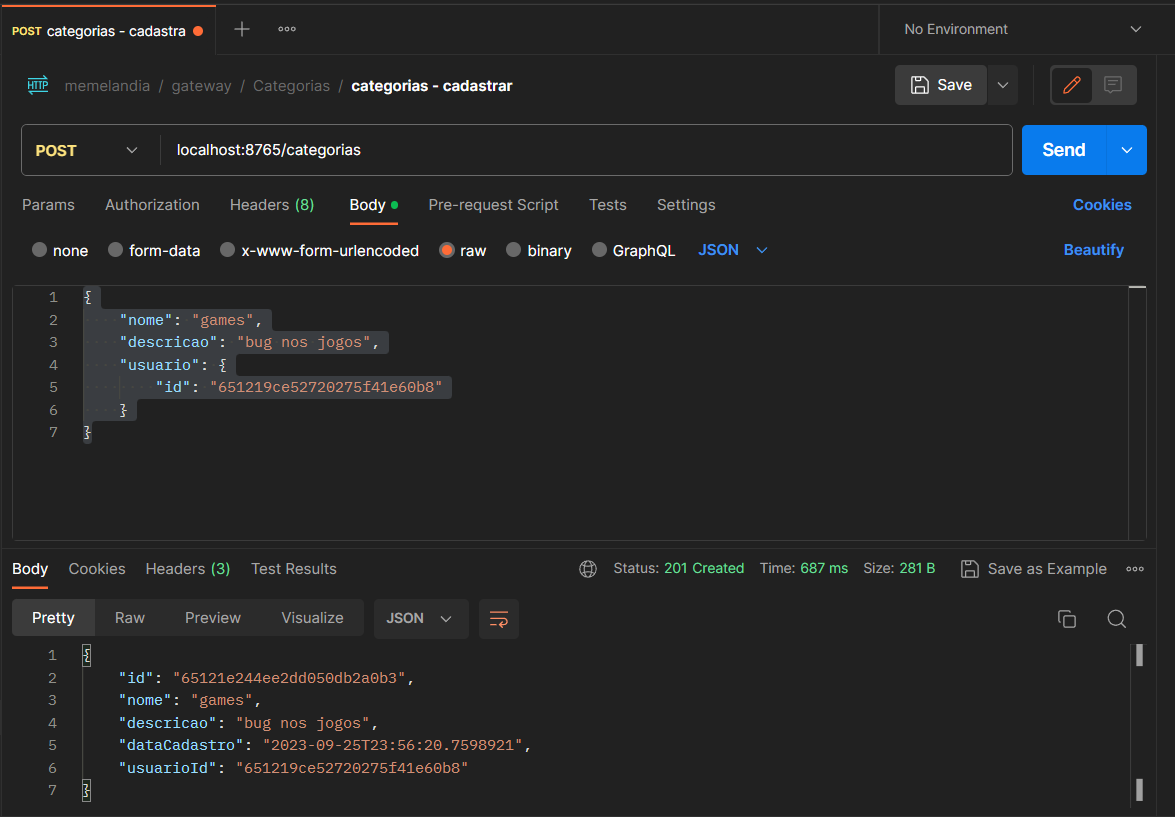 POST categorias - cadastra
No Environment
HTTP memelandia / gateway / Categorias / categorias - cadastrar
Save
POST localhost:8765/categorias
Send
Params Authorization Headers (8) Body Pre-request Script Tests Settings Cookies
none form-data x-www-form-urlencoded raw binary GraphQL JSON Beautify
1 {
2 "nome": "games",
3 "descricao": "bug nos jogos",
4 "usuario": {
5 "id": "651219ce52720275f41e60b8"
6 }
7 }
Body Cookies Headers (3) Test Results Status: 201 Created Time: 687 ms Size: 281 B Save as Example
Pretty Raw Preview Visualize JSON
1 {
2 "id": "65121e244ee2dd050db2a0b3",
3 "nome": "games",
4 "descricao": "bug nos jogos",
5 "dataCadastro": "2023-09-25T23:56:20.7598921",
6 "usuarioId": "651219ce52720275f41e60b8"
7 }